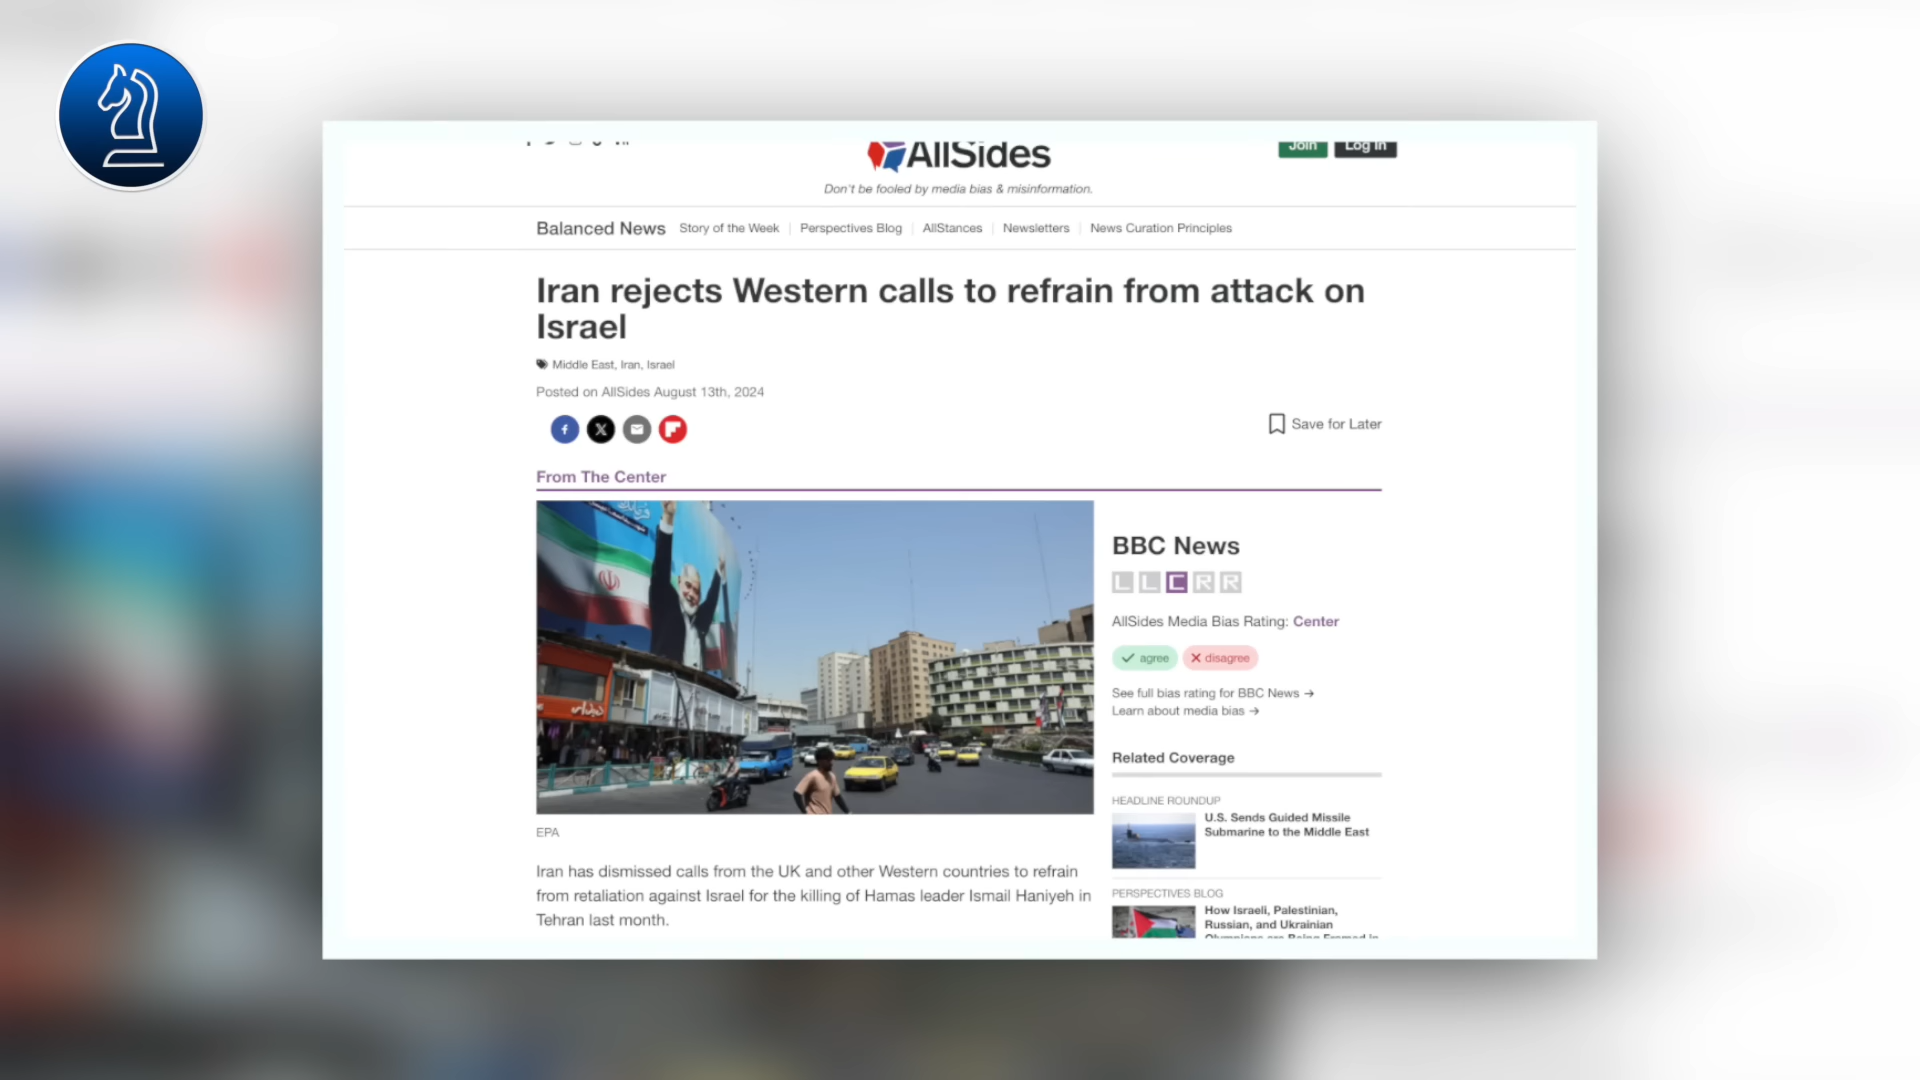 AllSides
Join
Log In
Don't be fooled by media bias & misinformation.
Balanced News
Story of the Week
Perspectives Blog
AllStances
Newsletters
News Curation Principles
Iran rejects Western calls to refrain from attack on
Israel
Middle East, Iran, Israel
Posted on AllSides August 13th, 2024
Save for Later
From The Center
BBC News
L L C R R
AllSides Media Bias Rating: Center
agree
disagree
See full bias rating for BBC News →
Learn about media bias →
Related Coverage
HEADLINE ROUNDUP
U.S. Sends Guided Missile
Submarine to the Middle East
PERSPECTIVES BLOG
How Israeli, Palestinian,
Russian, and Ukrainian
Olympians are Being Framed in
EPA
Iran has dismissed calls from the UK and other Western countries to refrain
from retaliation against Israel for the killing of Hamas leader Ismail Haniyeh in
Tehran last month.